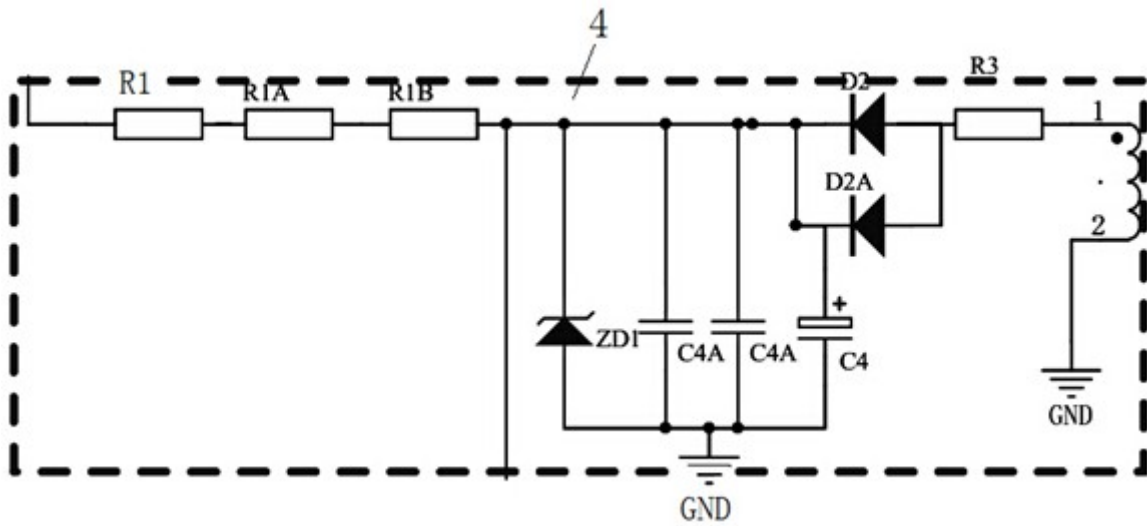 4
R1
R1A
R1B
D2
R3
1
D2A
2
+
ZD1
C4A
C4A
C4
GND
GND